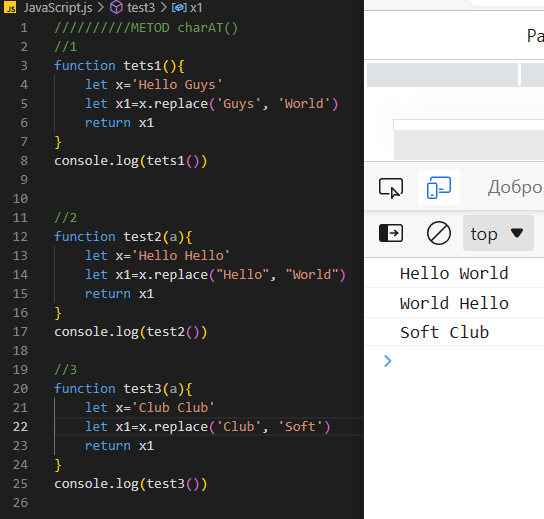 JavaScript.js > test3 > x1
1 //////////METOD charAT()
2 //1
3 function tets1(){
4 let x='Hello Guys'
5 let x1=x.replace('Guys', 'World')
6 return x1
7 }
8 console.log(tets1())
9
10
11 //2
12 function test2(a){
13 let x='Hello Hello'
14 let x1=x.replace("Hello", "World")
15 return x1
16 }
17 console.log(test2())
18
19 //3
20 function test3(a){
21 let x='Club Club'
22 let x1=x.replace('Club', 'Soft')
23 return x1
24 }
25 console.log(test3())
26
Ра
Добро
top
Hello World
World Hello
Soft Club